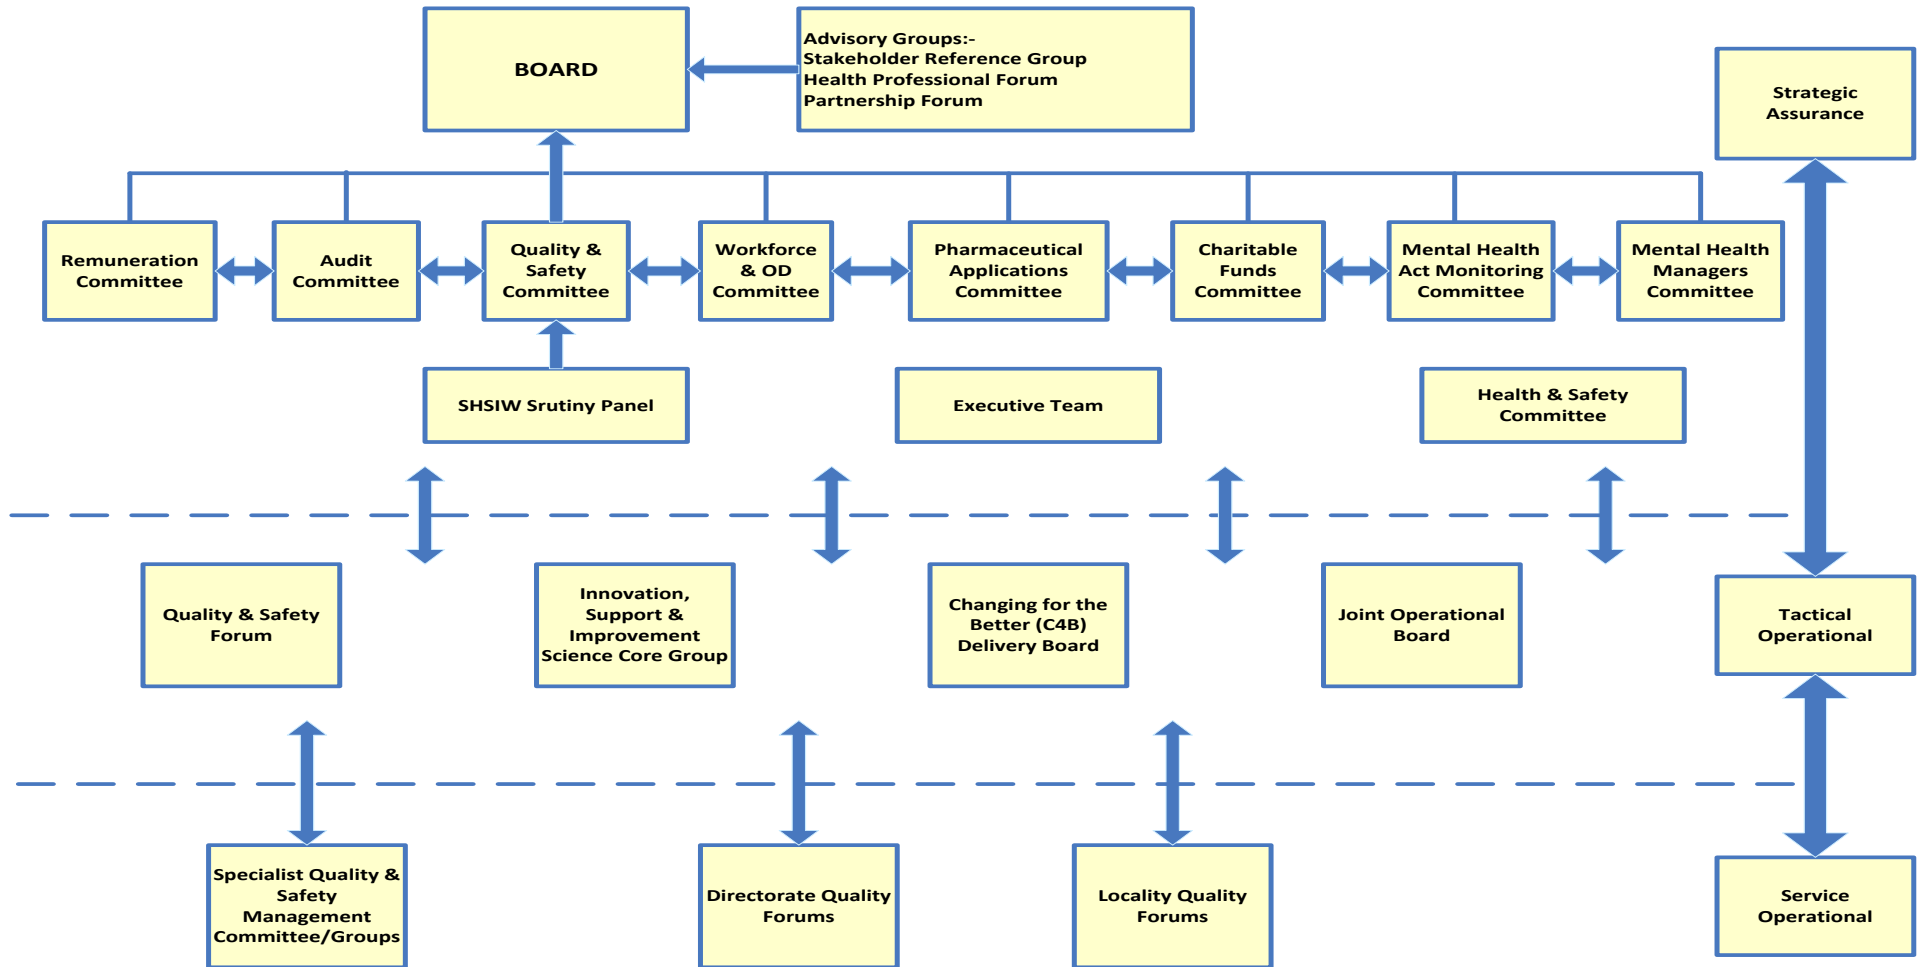 BOARD
Advisory Groups:-
Stakeholder Reference Group
Health Professional Forum
Partnership Forum
Strategic
Assurance
Remuneration
Committee
Audit
Committee
Quality &
Safety
Committee
Workforce
& OD
Committee
Pharmaceutical
Applications
Committee
Charitable
Funds
Committee
Mental Health
Act Monitoring
Committee
Mental Health
Managers
Committee
SHSIW Srutiny Panel
Executive Team
Health & Safety
Committee
Quality & Safety
Forum
Innovation,
Support &
Improvement
Science Core Group
Changing for the
Better (C4B)
Delivery Board
Joint Operational
Board
Tactical
Operational
Specialist Quality &
Safety
Management
Committee/Groups
Directorate Quality
Forums
Locality Quality
Forums
Service
Operational